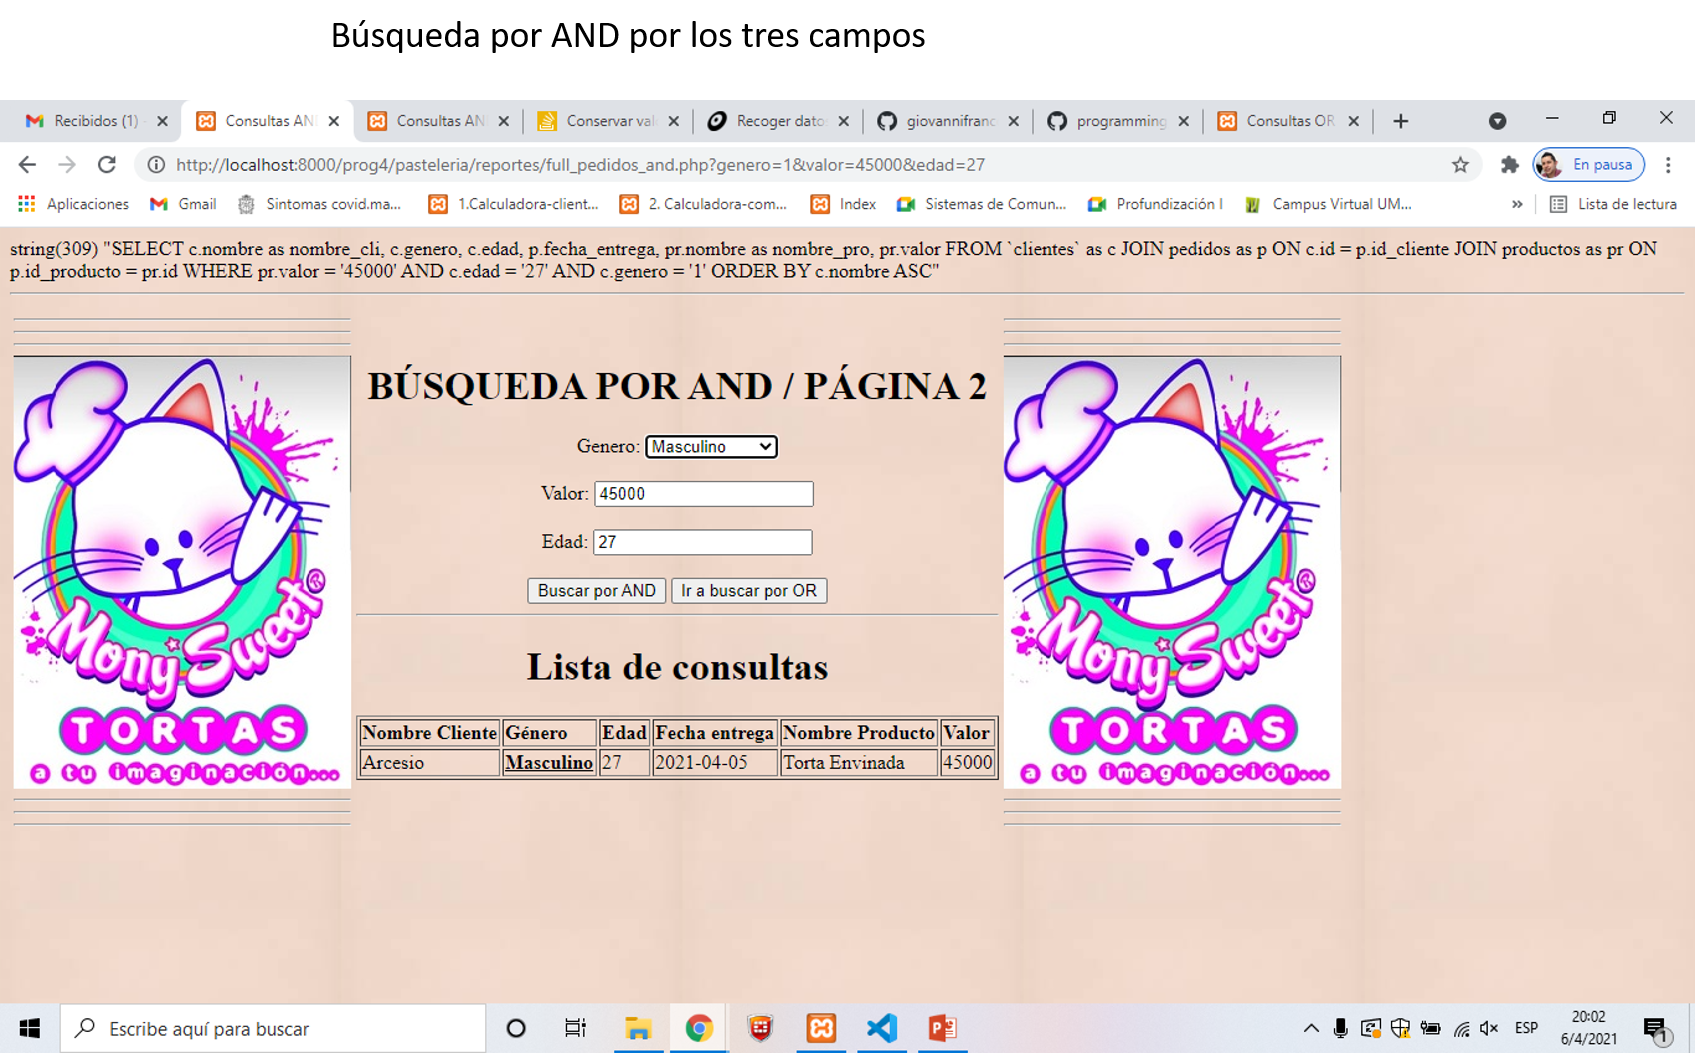 Búsqueda por AND por los tres campos
Recibidos (1)
Consultas AN
Consultas AN
Conservar val
Recoger dato
giovannifranc
programming
Consultas OR
http://localhost:8000/prog4/pasteleria/reportes/full_pedidos_and.php?genero=1&valor=45000&edad=27
En pausa
Aplicaciones
Gmail
Sintomas covid.ma...
1.Calculadora-client...
2. Calculadora-com...
Index
Sistemas de Comun...
Profundización I
Campus Virtual UM...
»
Lista de lectura
string(309) "SELECT c.nombre as nombre_cli, c.genero, c.edad, p.fecha_entrega, pr.nombre as nombre_pro, pr.valor FROM `clientes` as c JOIN pedidos as p ON c.id = p.id_cliente JOIN productos as pr ON
p.id_producto = pr.id WHERE pr.valor = '45000' AND c.edad = '27' AND c.genero = '1' ORDER BY c.nombre ASC"
BÚSQUEDA POR AND / PÁGINA 2
Genero: Masculino
Valor: 45000
Edad: 27
Buscar por AND Ir a buscar por OR
Lista de consultas
Nombre Cliente Género Edad Fecha entrega Nombre Producto Valor
Arcesio Masculino 27 2021-04-05 Torta Envinada 45000
Mony Sweet®
TORTAS
a tu imaginación...
Mony Sweet®
TORTAS
a tu imaginación...
Escribe aquí para buscar
ESP
20:02
6/4/2021
1